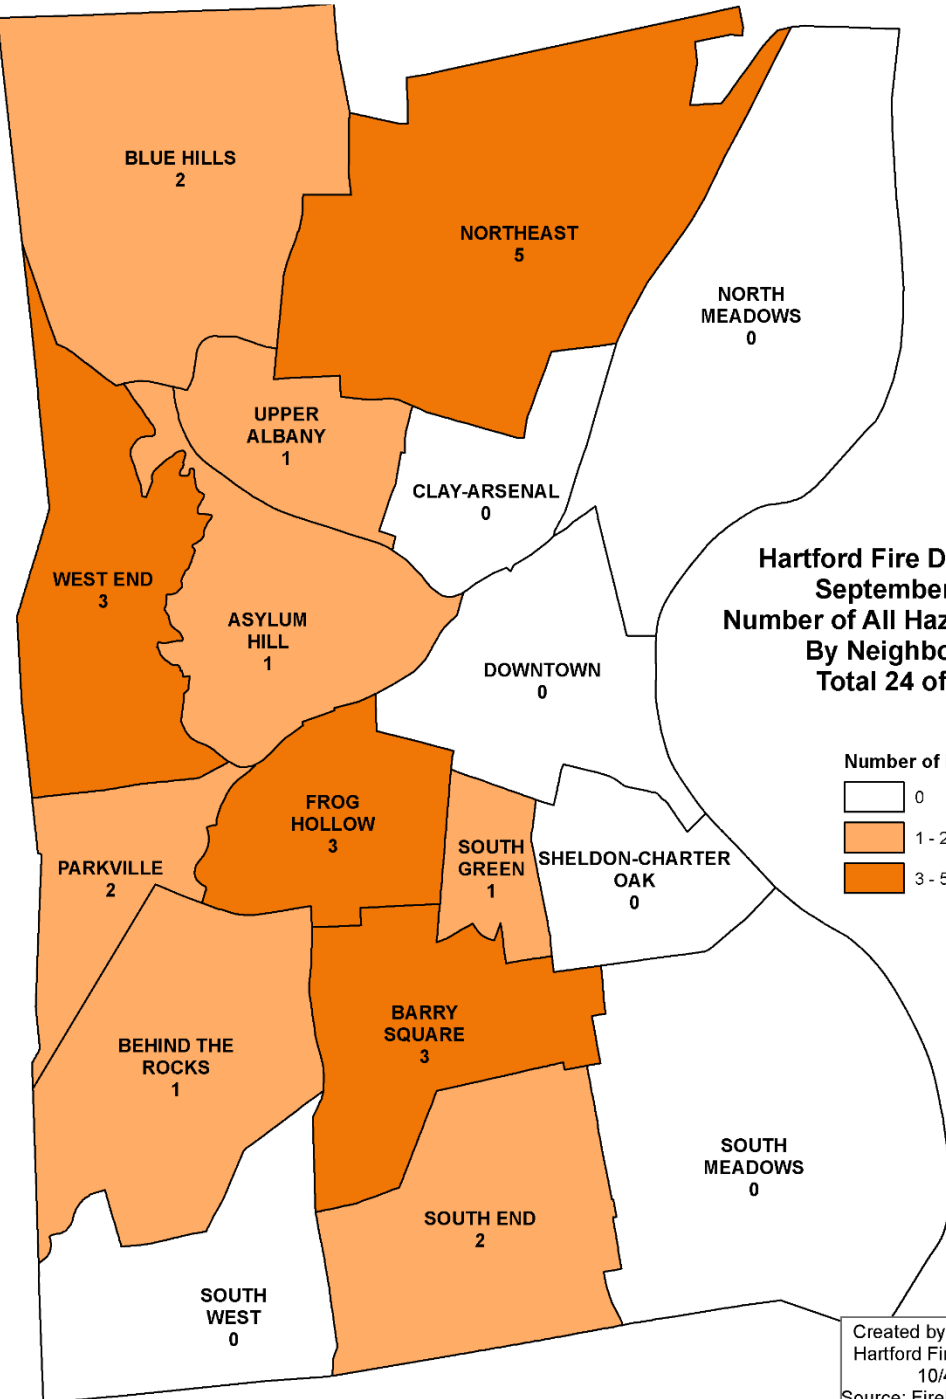 BLUE HILLS
2
NORTHEAST
5
NORTH
MEADOWS
0
UPPER
ALBANY
1
CLAY-ARSENAL
0
WEST END
3
ASYLUM
HILL
1
DOWNTOWN
0
Hartford Fire D
September
Number of All Haz
By Neighbo
Total 24 of
Number of
0
1 - 2
3 - 5
FROG
HOLLOW
3
SOUTH
GREEN
1
SHELDON-CHARTER
OAK
0
PARKVILLE
2
BARRY
SQUARE
3
BEHIND THE
ROCKS
1
SOUTH
MEADOWS
0
SOUTH END
2
SOUTH
WEST
0
Created by
Hartford Fir
10/
Source: Fire